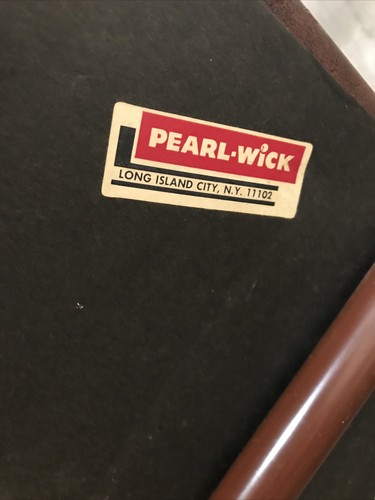 PEARL-WICK
LONG ISLAND CITY, N.Y. 11102